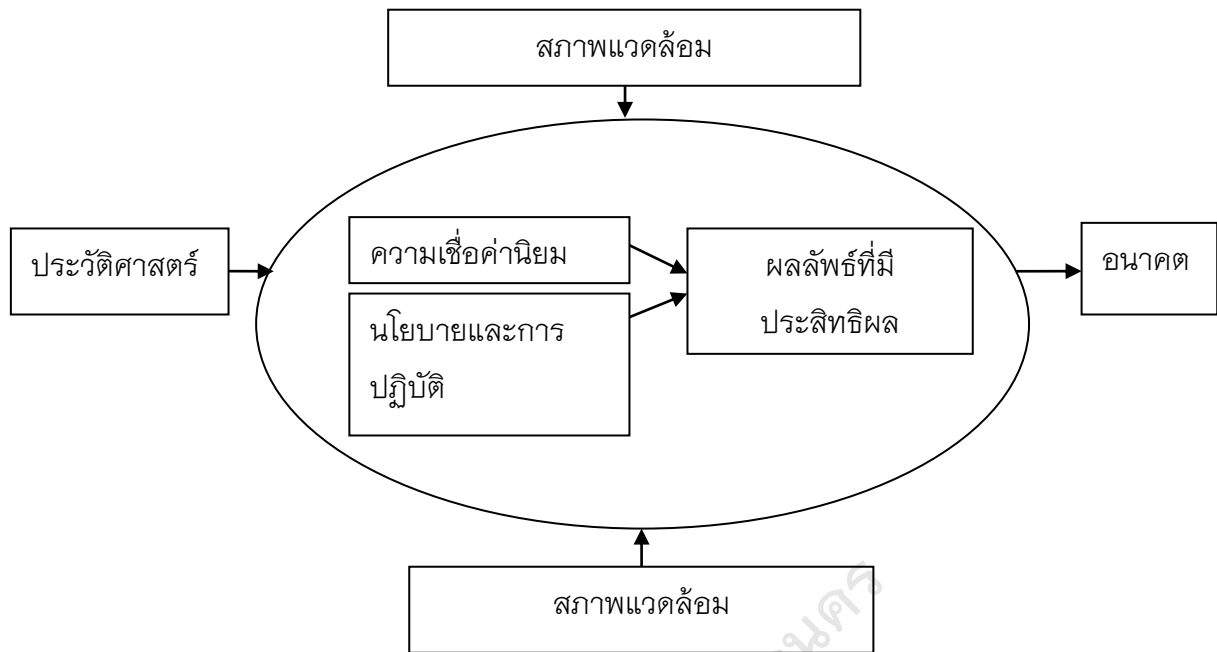 สภาพแวดล้อม
ประวัติศาสตร์
ความเชื่อค่านิยม
นโยบายและการ
ปฏิบัติ
ผลลัพธ์ที่มี
ประสิทธิผล
อนาคต
สภาพแวดล้อม